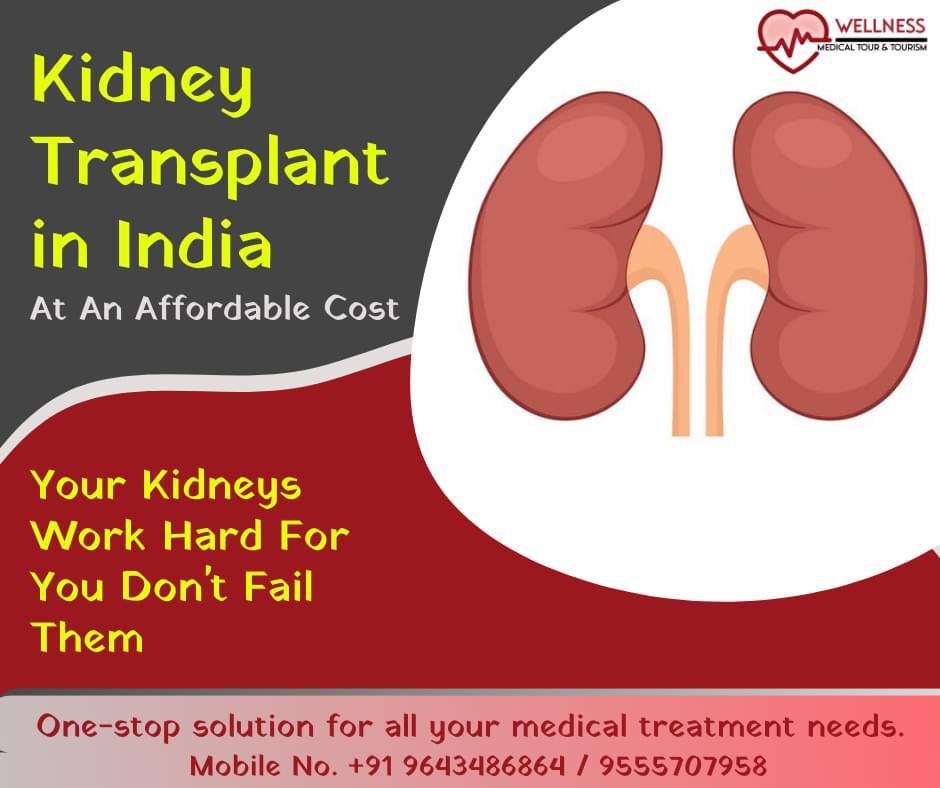 WELLNESS
MEDICAL TOUR & TOURISM
Kidney
Transplant
in India
At An Affordable Cost
Your Kidneys
Work Hard For
You Don't Fail
Them
One-stop solution for all your medical treatment needs.
Mobile No. +91 9643486864 / 9555707958